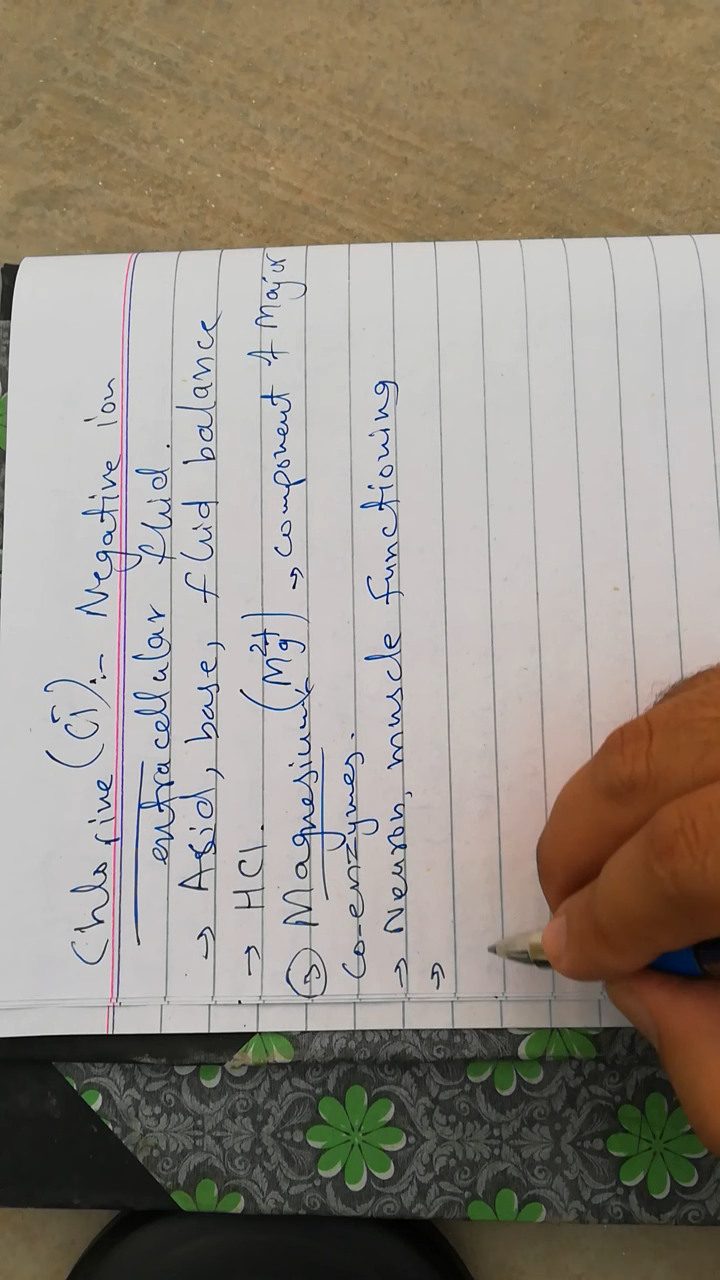 Chlorine (Cl⁻):- Negative ion
extracellular fluid.
→ Acid, base, fluid balance
→ HCl.
③ Magnesium (Mg²⁺) → component of Major
Co-enzymes.
→ Neuron, muscle functioning
→